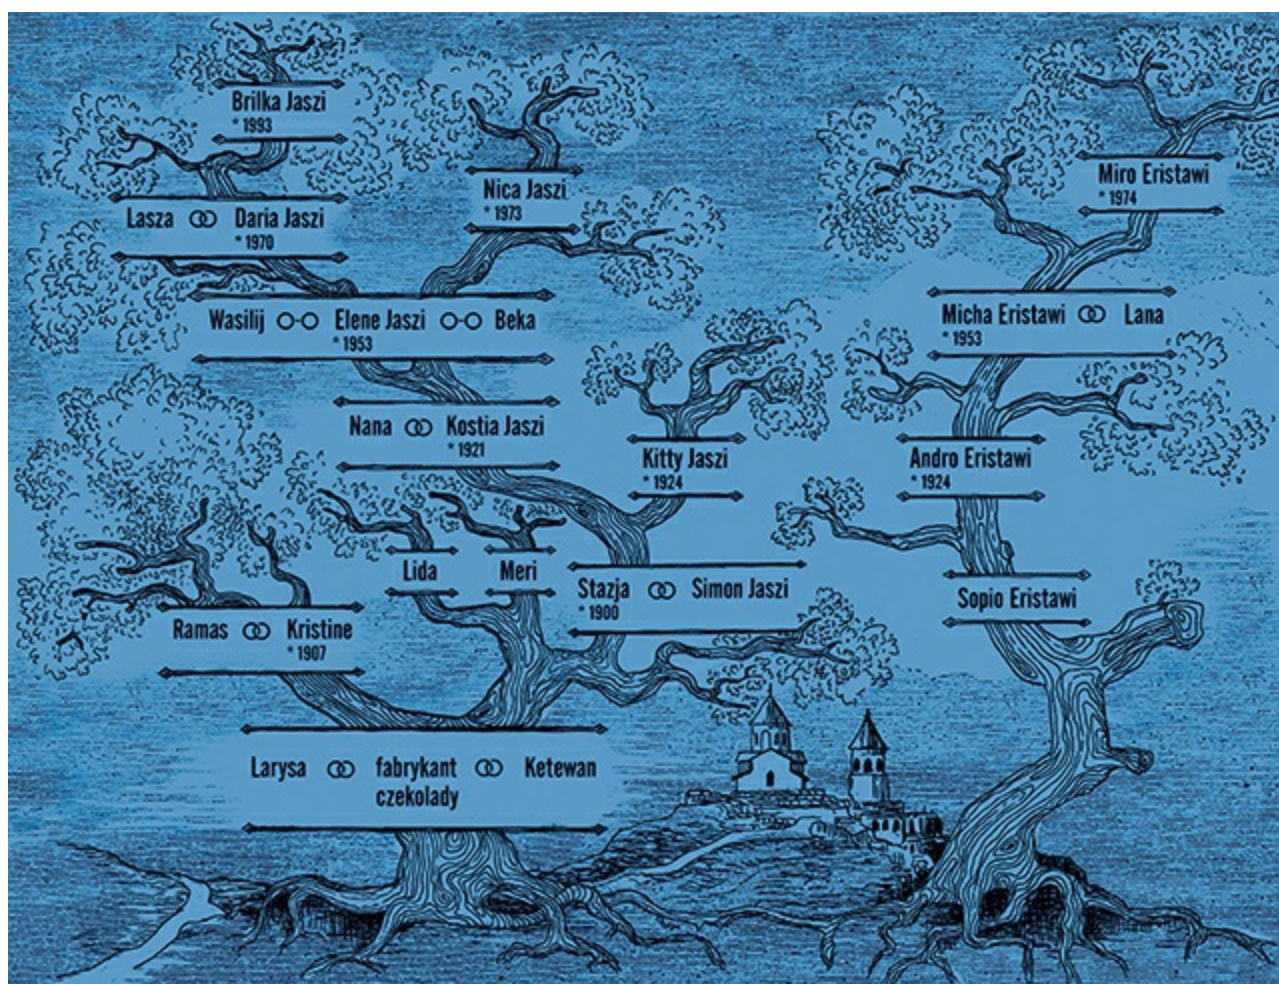 Brilka Jaszi
* 1993
Lasza Daria Jaszi
* 1970
Nica Jaszi
* 1973
Miro Eristawi
* 1974
Wasilij Elene Jaszi Beka
* 1953
Micha Eristawi Lana
* 1953
Nana Kostia Jaszi
* 1921
Kitty Jaszi
* 1924
Andro Eristawi
* 1924
Lida
Meri
Stazja Simon Jaszi
* 1900
Sopio Eristawi
Ramas Kristine
* 1907
Larysa fabrykant Ketewan
czekolady